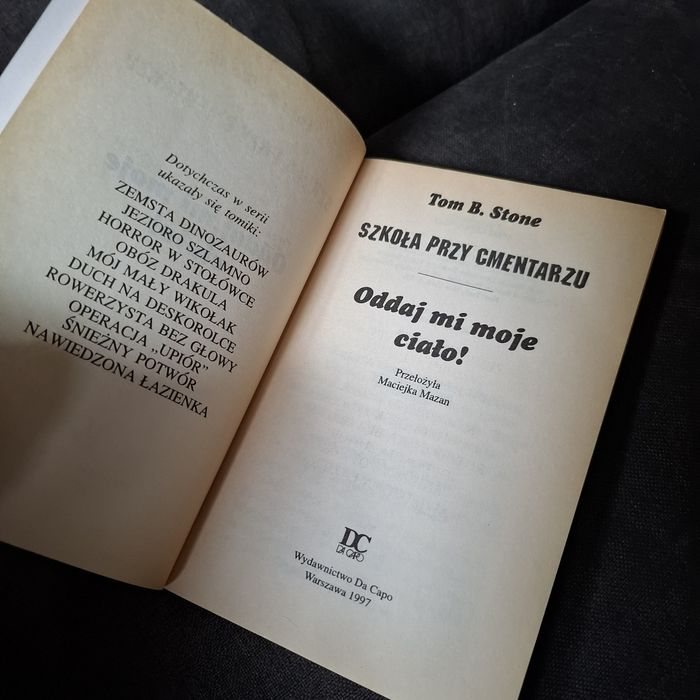 Dotychczas w serii
ukazały się tomiki:
ZEMSTA DINOZAURÓW
JEZIORO SZLAMNO
HORROR W STOŁÓWCE
OBÓZ DRAKULA
MÓJ MAŁY WIKOŁAK
DUCH NA DESKOROLCE
ROWERZYSTA BEZ GŁOWY
OPERACJA „UPIÓR”
ŚNIEŻNY POTWÓR
NAWIEDZONA ŁAZIENKA
Tom B. Stone
SZKOŁA PRZY CMENTARZU
Oddaj mi moje
ciało!
Przełożyła
Maciejka Mazan
DC
DA CAPO
Wydawnictwo Da Capo
Warszawa 1997